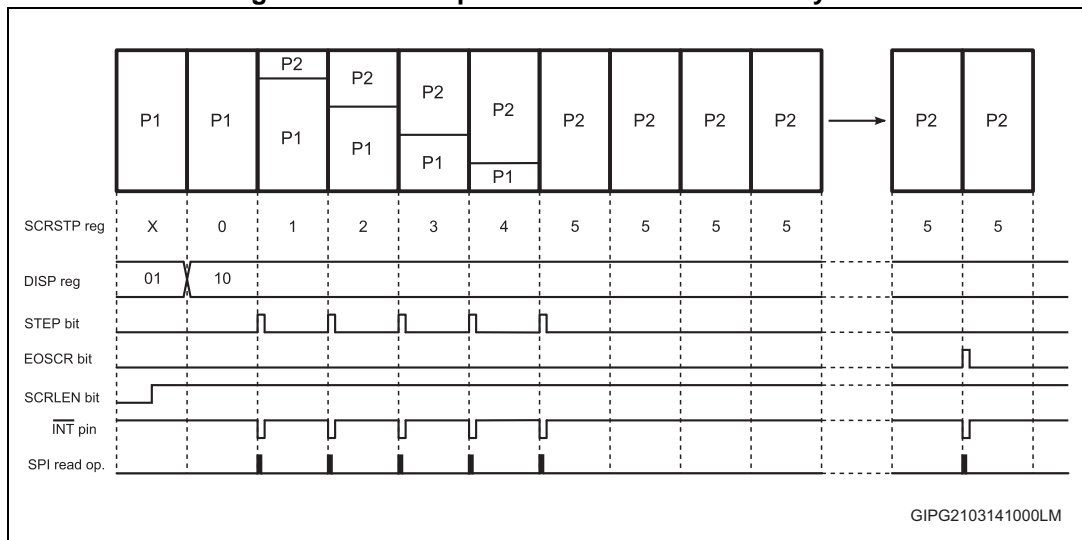 P2 P2 P2 P2
P1 P1 P1 P1 P1 P1 P2 P2 P2 P2 P2 P2
SCRSTP reg X 0 1 2 3 4 5 5 5 5 5 5
DISP reg 01 10
STEP bit
EOSCR bit
SCRLEN bit
INT pin
SPI read op.
GIPG2103141000LM